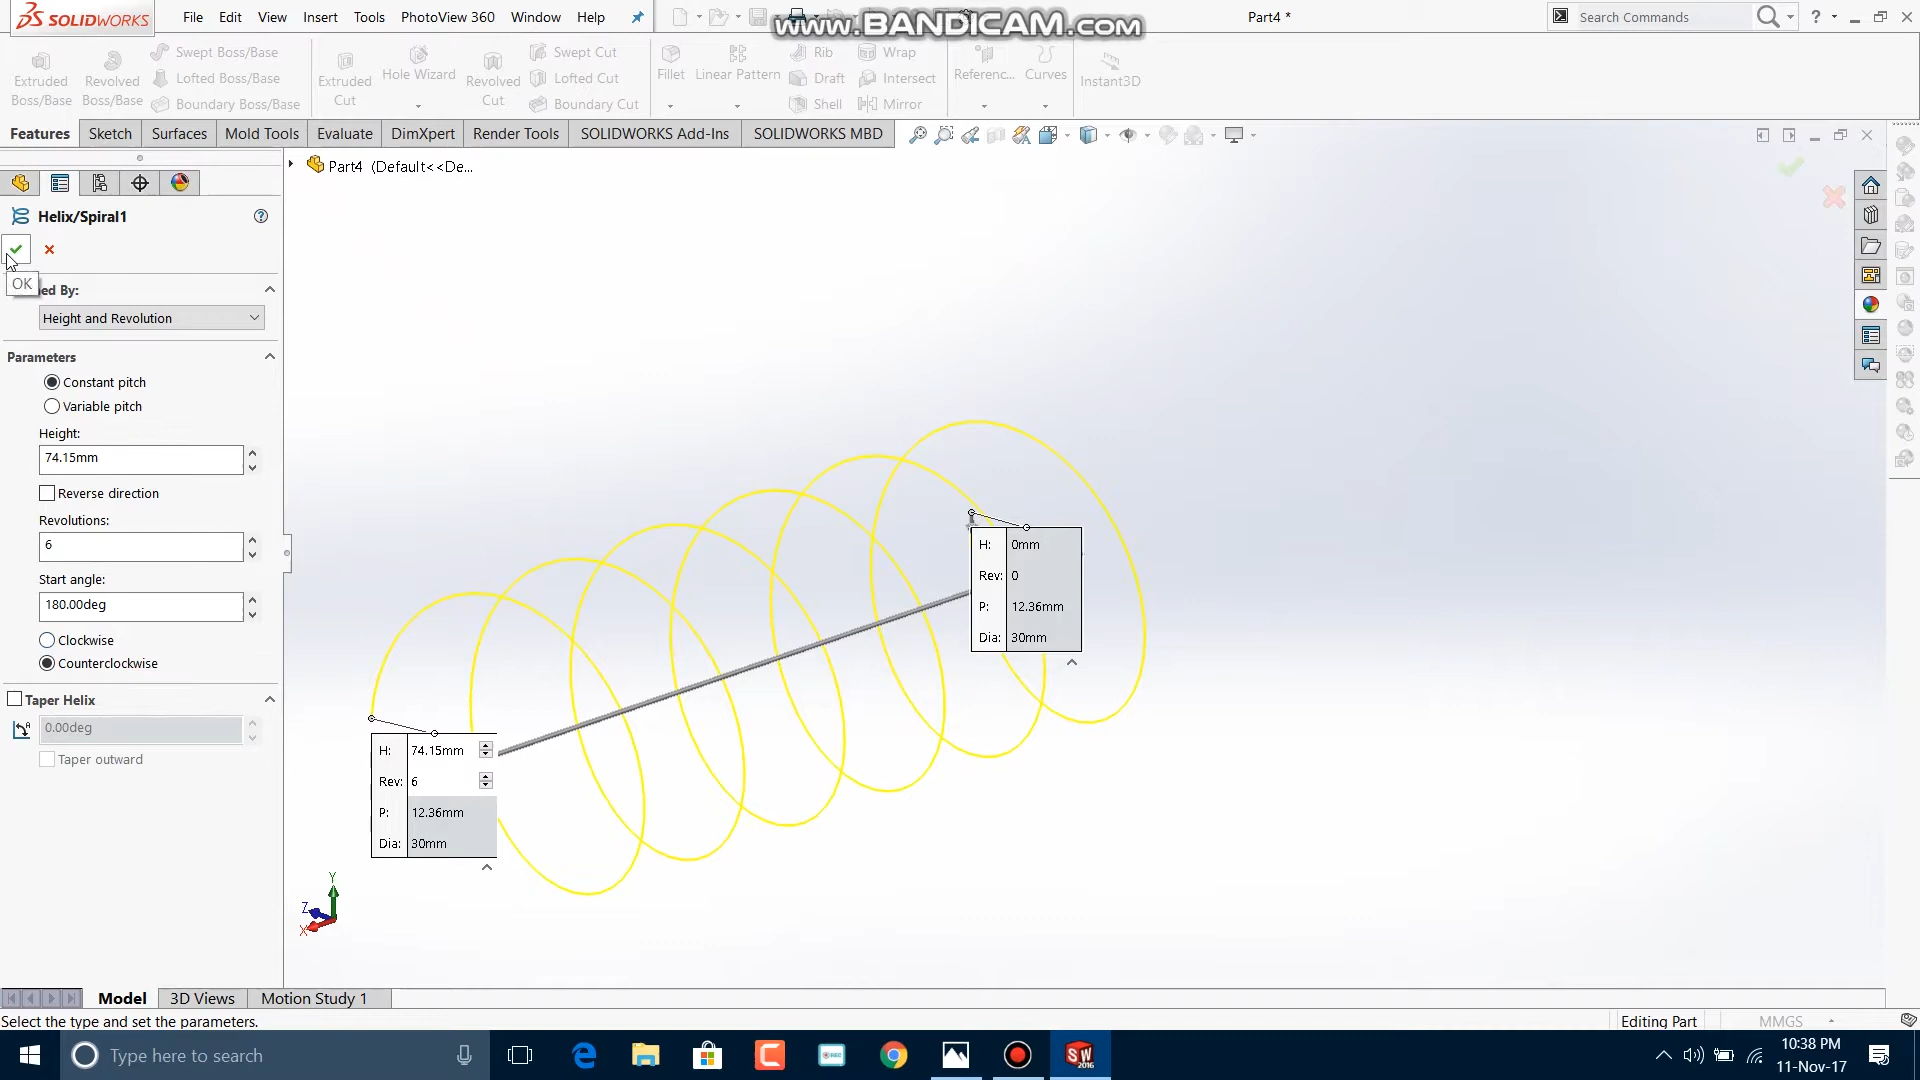 SOLIDWORKS
File Edit View Insert Tools PhotoView 360 Window Help
www.BANDICAM.com
Part4 *
Search Commands
?
Extruded Boss/Base
Revolved Boss/Base
Swept Boss/Base
Lofted Boss/Base
Boundary Boss/Base
Extruded Cut
Hole Wizard
Revolved Cut
Swept Cut
Lofted Cut
Boundary Cut
Fillet
Linear Pattern
Rib
Draft
Shell
Wrap
Intersect
Mirror
Referenc...
Curves
Instant3D
Features Sketch Surfaces Mold Tools Evaluate DimXpert Render Tools SOLIDWORKS Add-Ins SOLIDWORKS MBD
Part4 (Default<<De...
Helix/Spiral1
?
OK
ed By:
Height and Revolution
Parameters
Constant pitch
Variable pitch
Height:
74.15mm
Reverse direction
Revolutions:
6
Start angle:
180.00deg
Clockwise
Counterclockwise
Taper Helix
0.00deg
Taper outward
H: 0mm
Rev: 0
P: 12.36mm
Dia: 30mm
H: 74.15mm
Rev: 6
P: 12.36mm
Dia: 30mm
Y
Z
X
Model 3D Views Motion Study 1
Select the type and set the parameters.
Editing Part
MMGS
Type here to search
SW
2016
10:38 PM
11-Nov-17